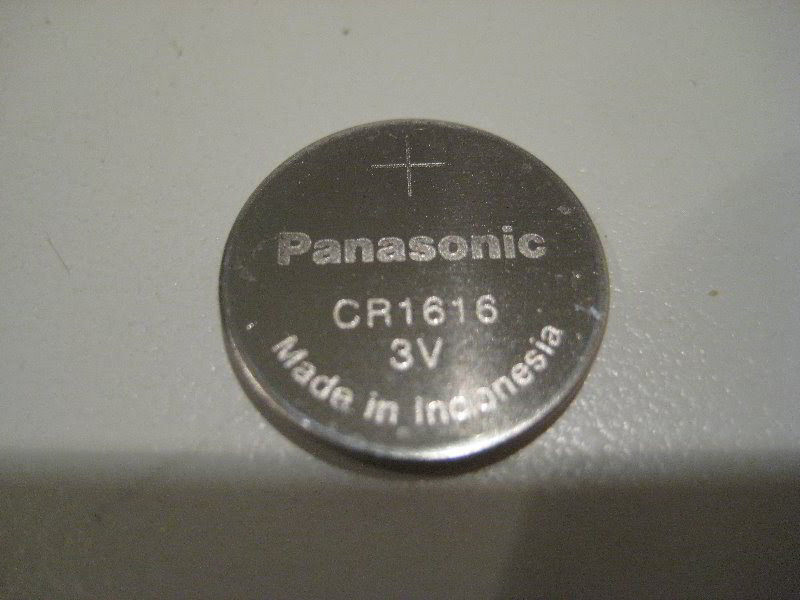 +
Panasonic
CR1616
3V
Made in Indonesia